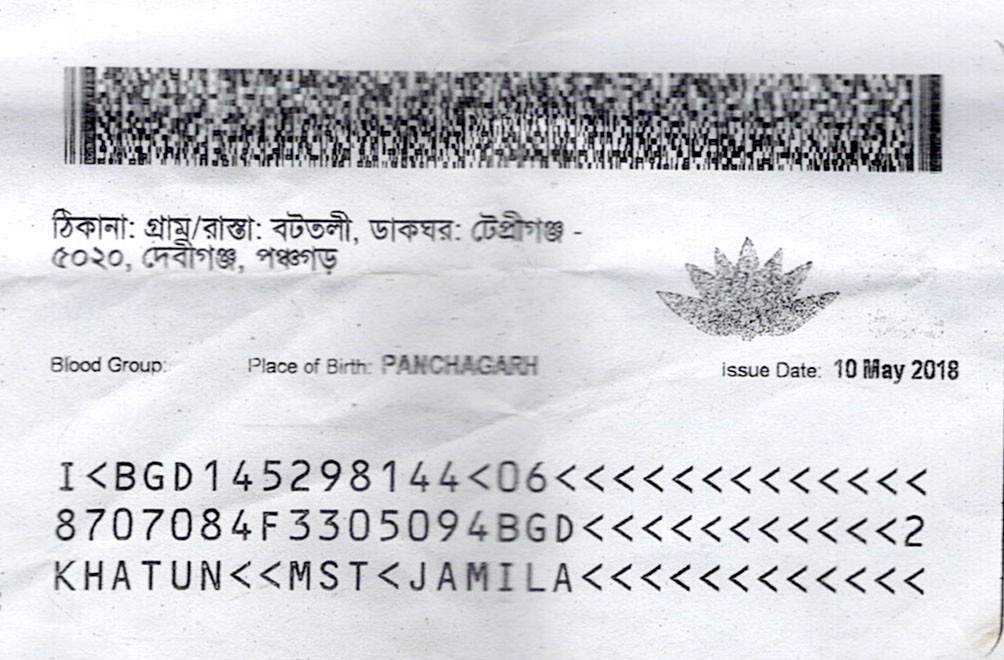 ঠিকানা: গ্রাম/রাস্তা: বটতলী, ডাকঘর: টেপ্রীগঞ্জ -
৫০২০, দেবীগঞ্জ, পঞ্চগড়
Blood Group: Place of Birth: PANCHAGARH Issue Date: 10 May 2018
I<BGD145298144<06<<<<<<<<<<<<<
8707084F3305094BGD<<<<<<<<<<<2
KHATUN<<MST<JAMILA<<<<<<<<<<<<